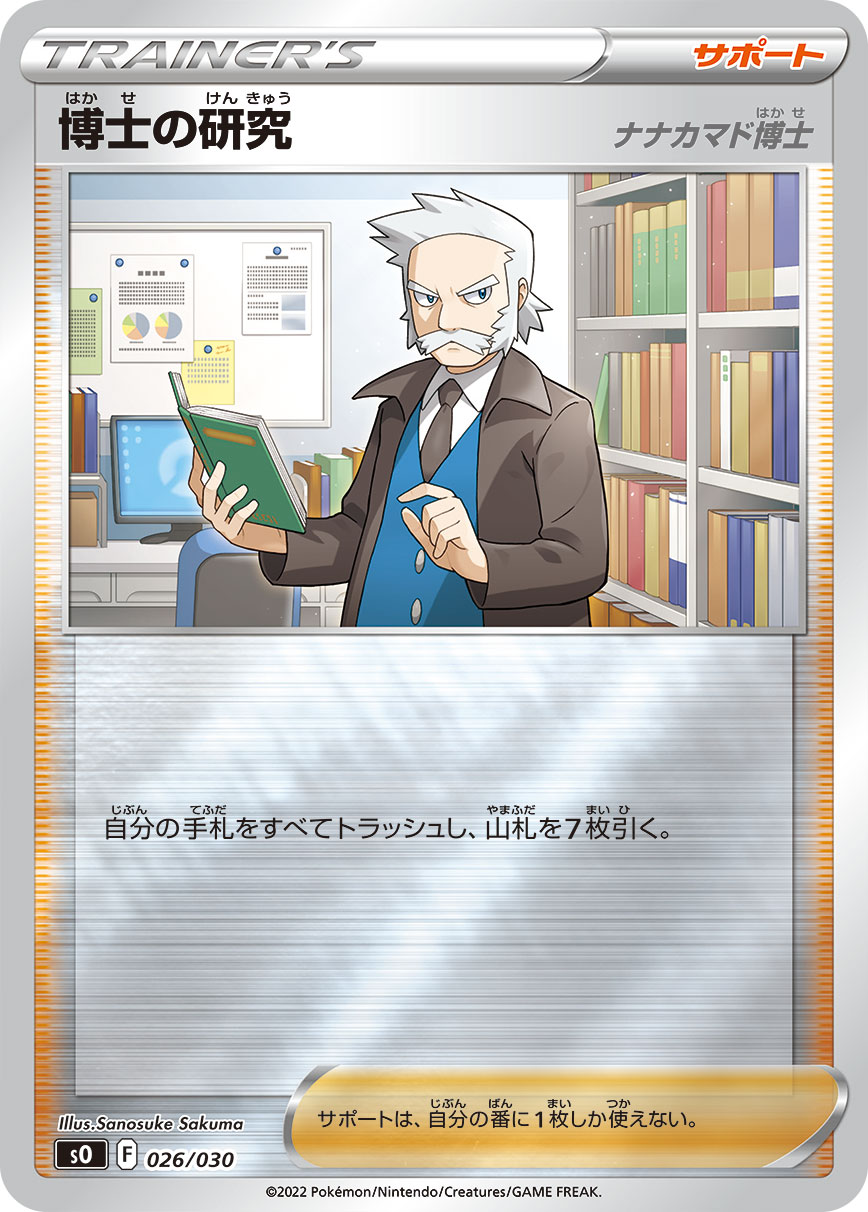 TRAINER'S
サポート
はかせ けんきゅう
博士の研究
はかせ
ナナカマド博士
じぶん てふだ やまふだ まい ひ
自分の手札をすべてトラッシュし、山札を7枚引く。
じぶん ばん まい つか
サポートは、自分の番に1枚しか使えない。
Illus.Sanosuke Sakuma
sO F 026/030
©2022 Pokémon/Nintendo/Creatures/GAME FREAK.